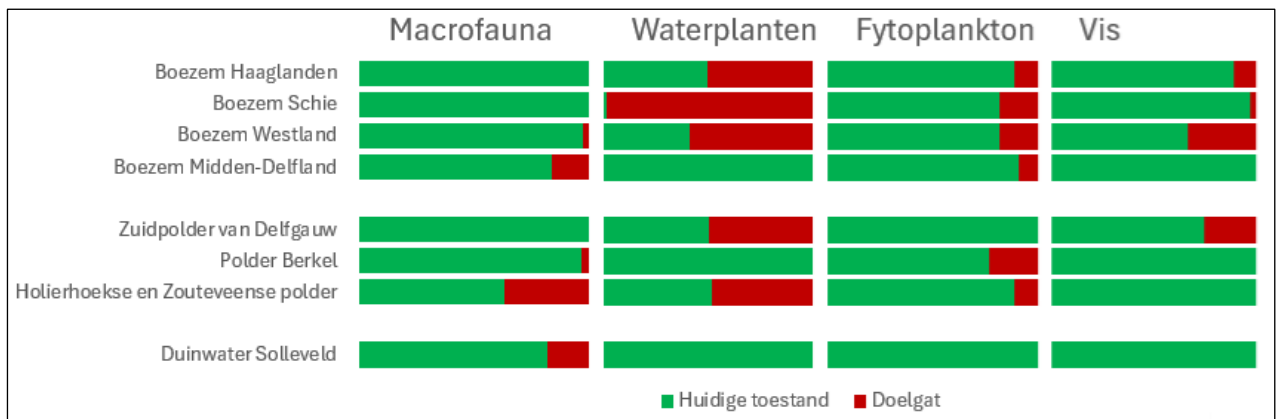 Macrofauna Waterplanten Fytoplankton Vis
Boezem Haaglanden
Boezem Schie
Boezem Westland
Boezem Midden-Delfland
Zuidpolder van Delfgauw
Polder Berkel
Holierhoekse en Zouteveense polder
Duinwater Solleveld
Huidige toestand Doelgat